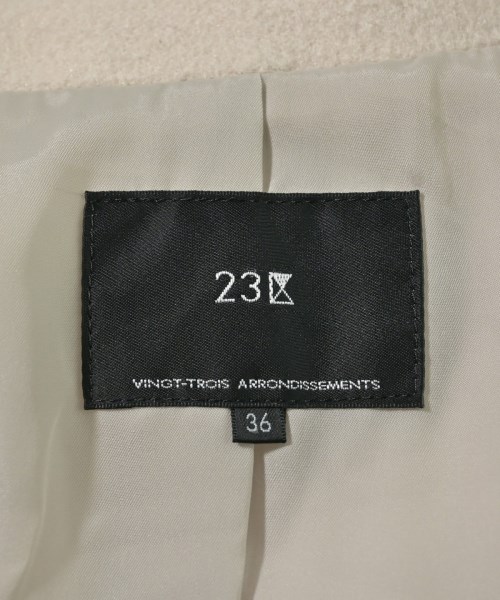 23区
VINGT-TROIS ARRONDISSEMENTS
36